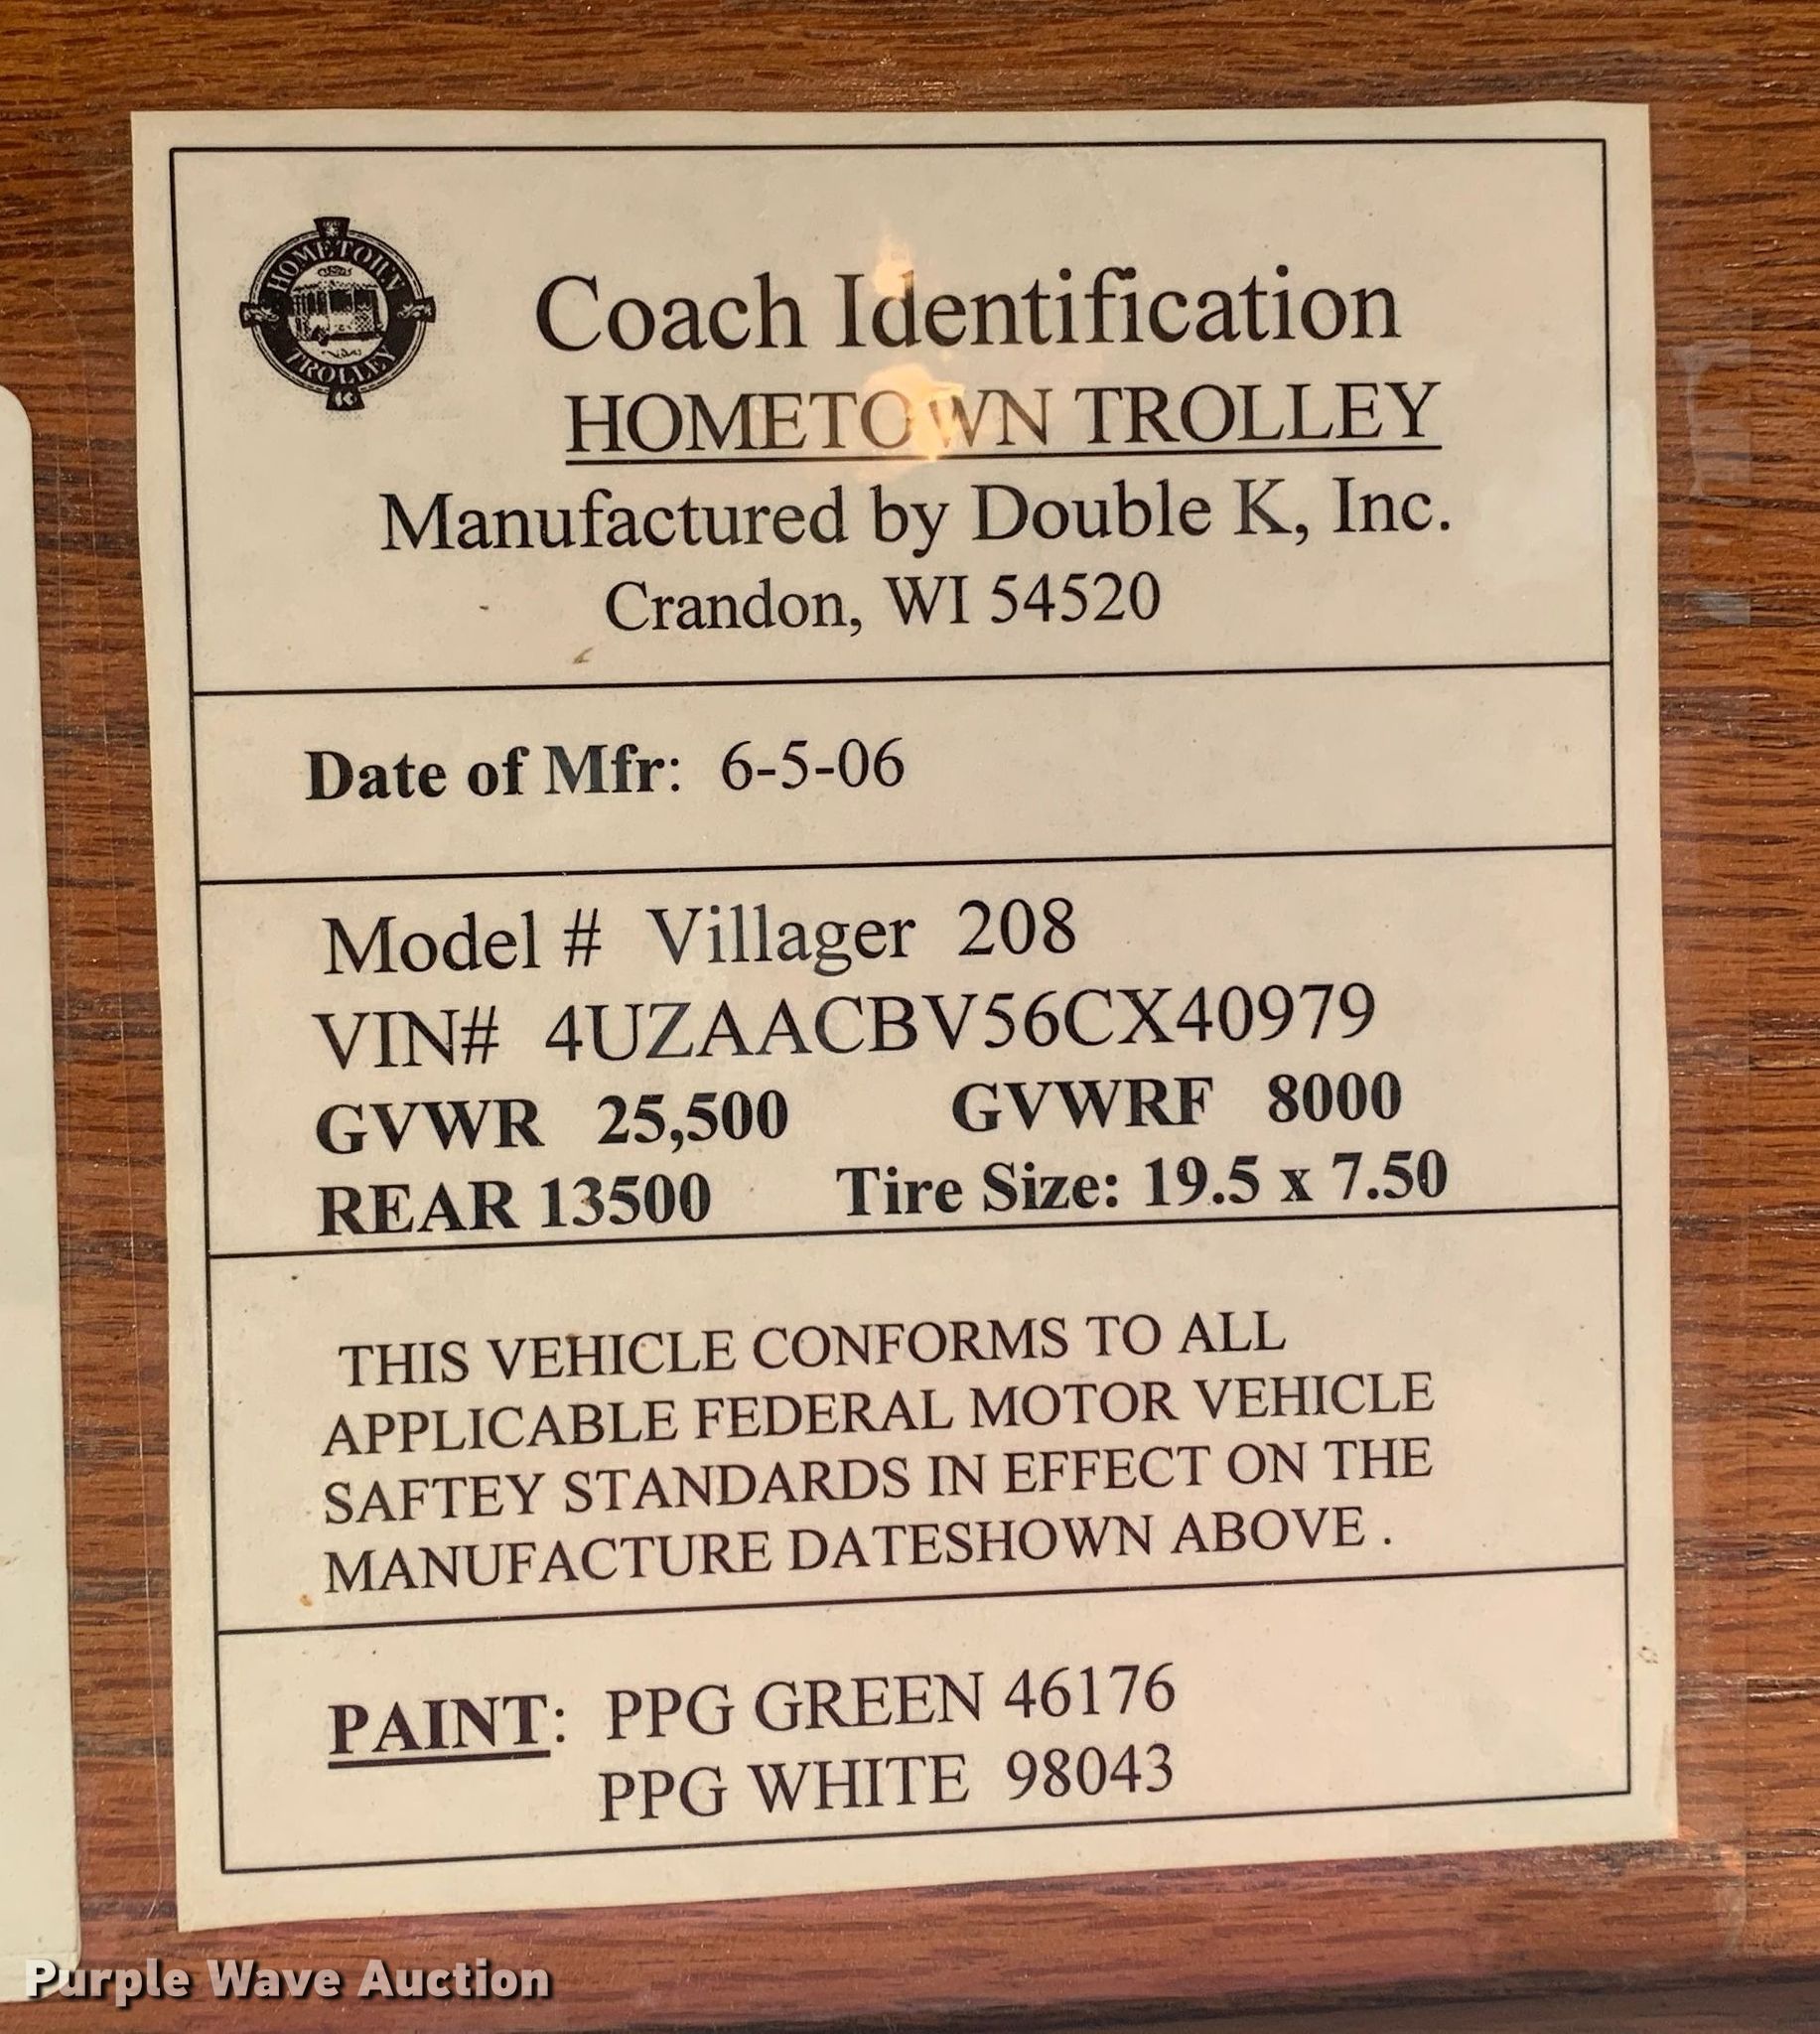 HOMETOWN
TROLLEY
Coach Identification
HOMETOWN TROLLEY
Manufactured by Double K, Inc.
Crandon, WI 54520
Date of Mfr: 6-5-06
Model # Villager 208
VIN# 4UZAACBV56CX40979
GVWR 25,500 GVWRF 8000
REAR 13500 Tire Size: 19.5 x 7.50
THIS VEHICLE CONFORMS TO ALL
APPLICABLE FEDERAL MOTOR VEHICLE
SAFTEY STANDARDS IN EFFECT ON THE
MANUFACTURE DATESHOWN ABOVE .
PAINT: PPG GREEN 46176
PPG WHITE 98043
Purple Wave Auction